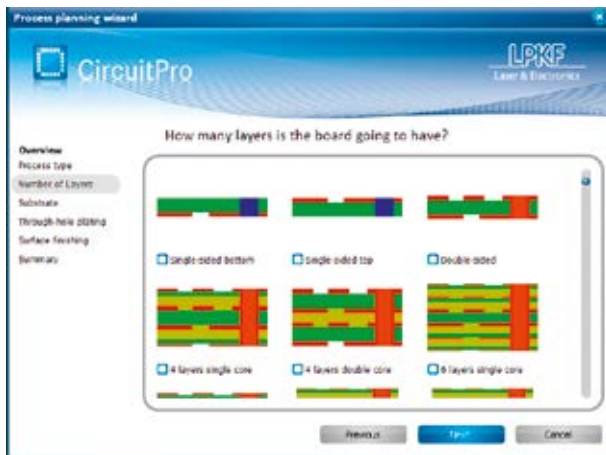 Process planning wizard
CircuitPro
LPKF
Laser & Electronics
How many layers is the board going to have?
Overview
Process type
Number of Layers
Substrate
Through-hole plating
Surface finishing
Summary
Single-sided bottom
Single sided top
Double-sided
4 layers single core
4 layers double core
6 layers single core
Previous
Next
Cancel